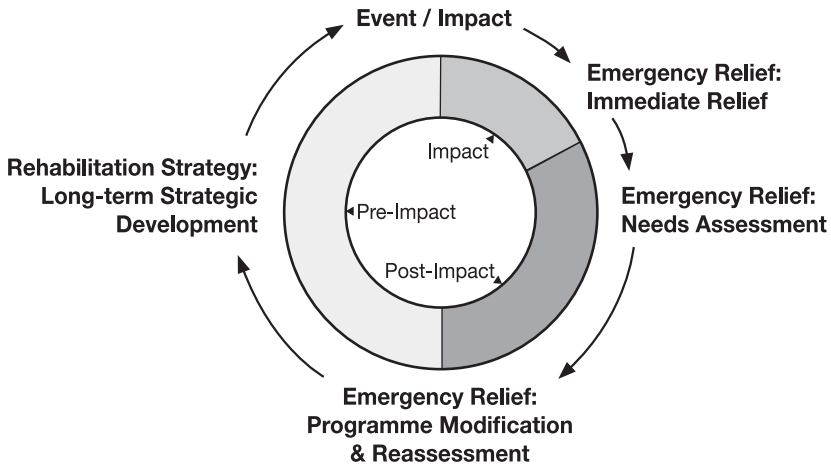 Event / Impact
Emergency Relief:
Immediate Relief
Emergency Relief:
Needs Assessment
Emergency Relief:
Programme Modification
& Reassessment
Rehabilitation Strategy:
Long-term Strategic
Development
Impact
Pre-Impact
Post-Impact